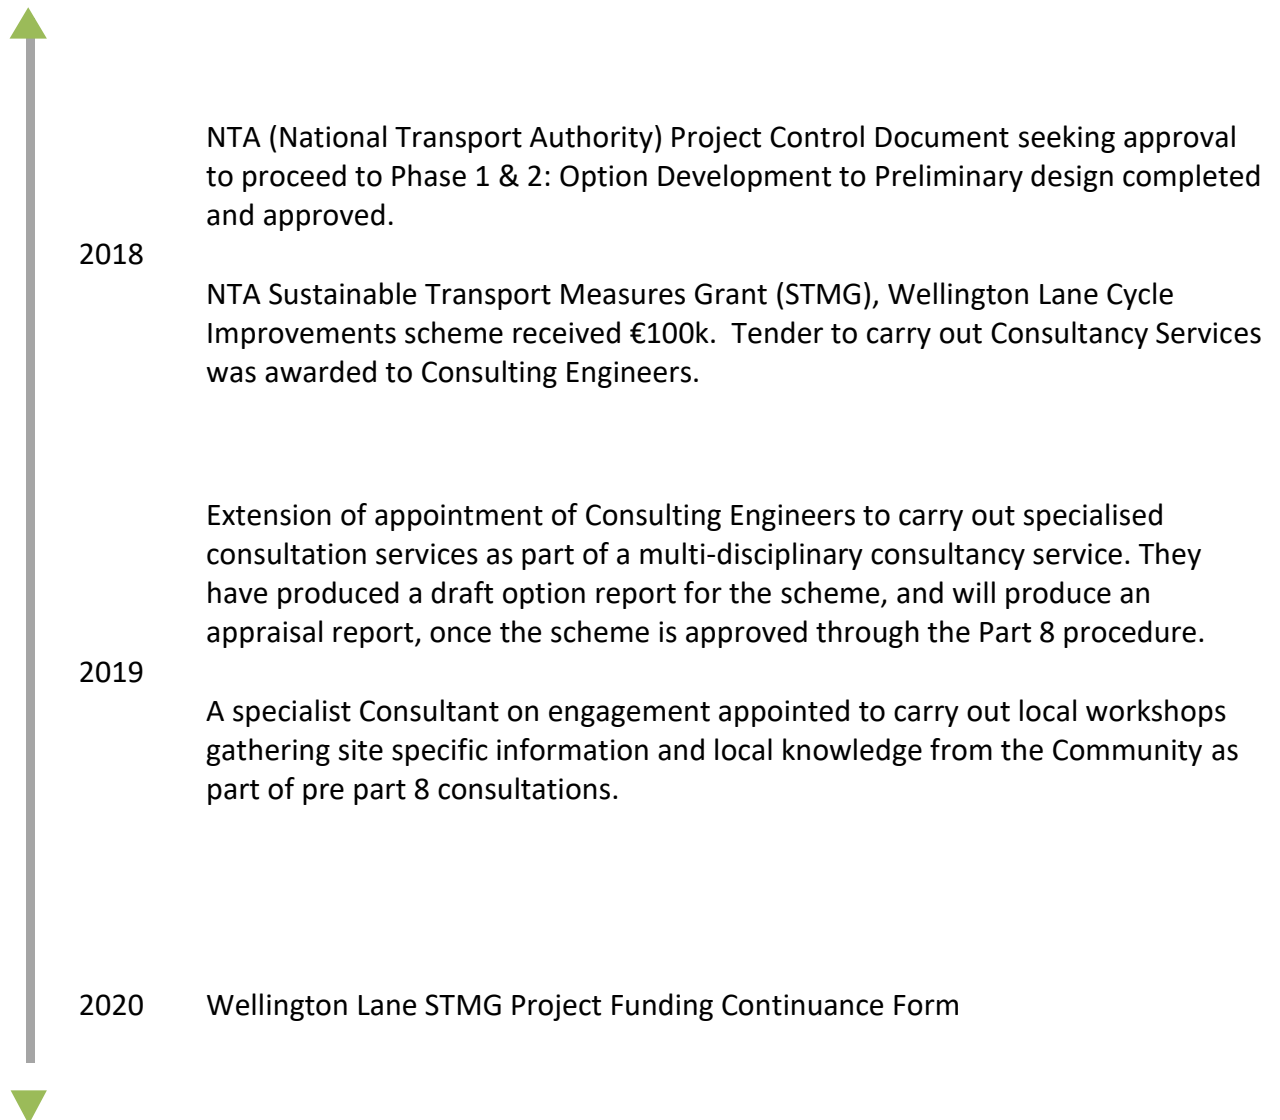 NTA (National Transport Authority) Project Control Document seeking approval
to proceed to Phase 1 & 2: Option Development to Preliminary design completed
and approved.
2018
NTA Sustainable Transport Measures Grant (STMG), Wellington Lane Cycle
Improvements scheme received €100k.  Tender to carry out Consultancy Services
was awarded to Consulting Engineers.
Extension of appointment of Consulting Engineers to carry out specialised
consultation services as part of a multi-disciplinary consultancy service. They
have produced a draft option report for the scheme, and will produce an
appraisal report, once the scheme is approved through the Part 8 procedure.
2019
A specialist Consultant on engagement appointed to carry out local workshops
gathering site specific information and local knowledge from the Community as
part of pre part 8 consultations.
2020 Wellington Lane STMG Project Funding Continuance Form